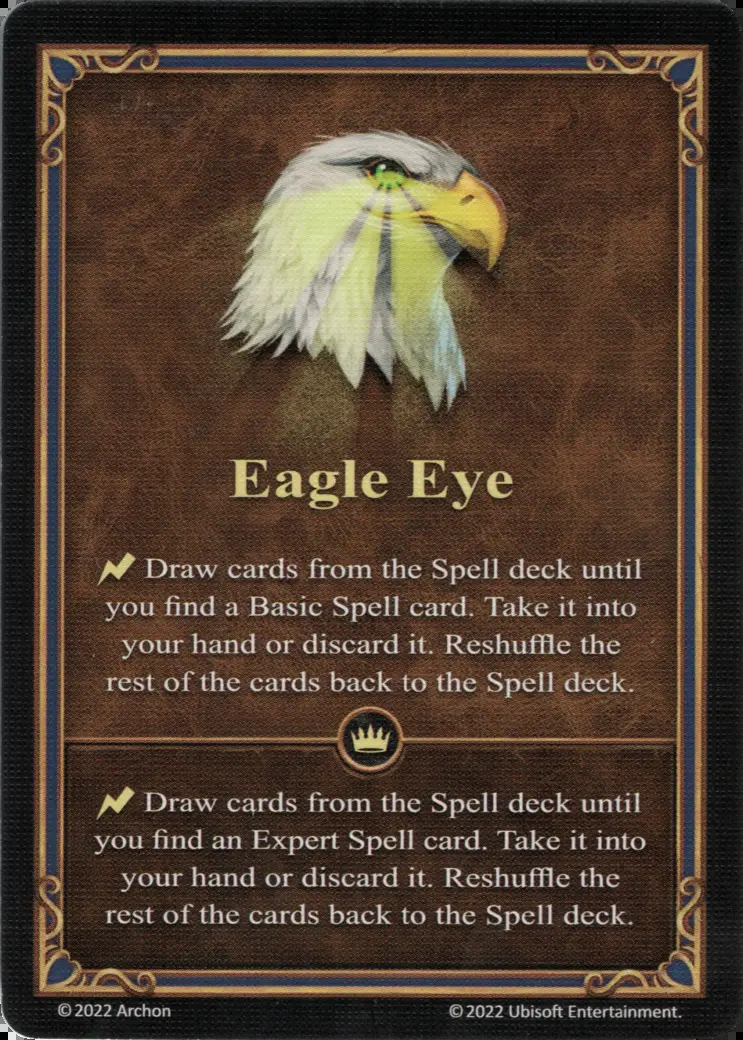 Eagle Eye
Draw cards from the Spell deck until
you find a Basic Spell card. Take it into
your hand or discard it. Reshuffle the
rest of the cards back to the Spell deck.
Draw cards from the Spell deck until
you find an Expert Spell card. Take it into
your hand or discard it. Reshuffle the
rest of the cards back to the Spell deck.
©2022 Archon
©2022 Ubisoft Entertainment.